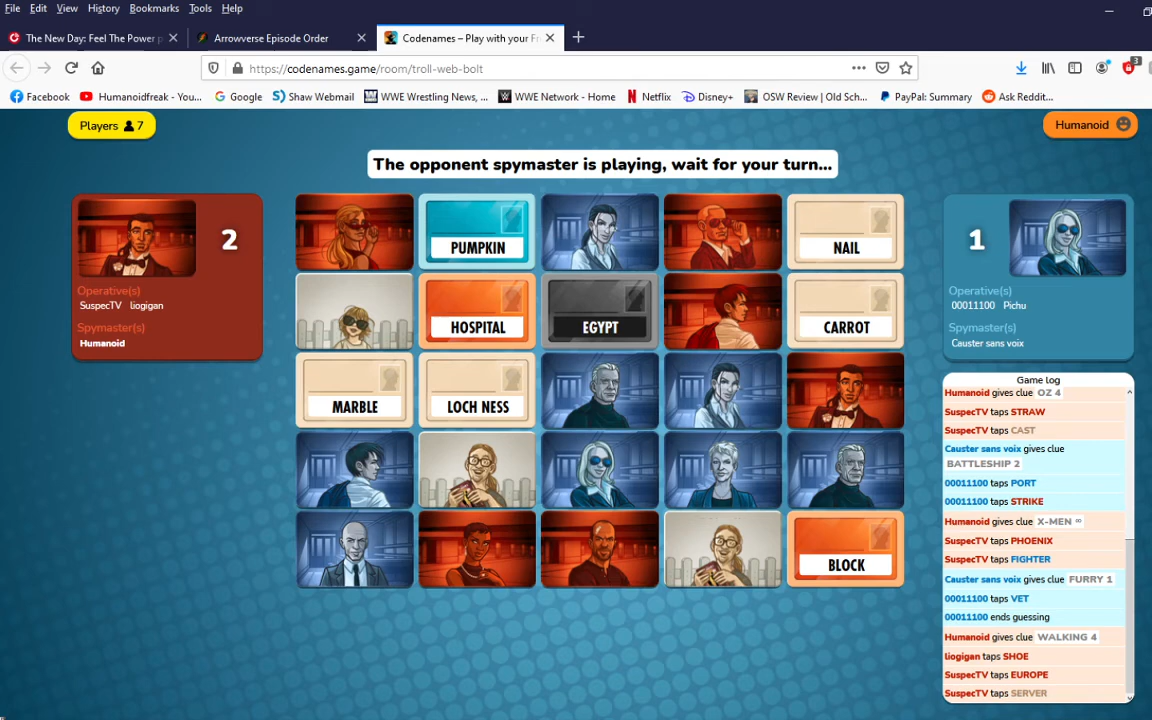 File Edit View History Bookmarks Tools Help
The New Day: Feel The Power p
Arrowverse Episode Order
Codenames – Play with your Fr
https://codenames.game/room/troll-web-bolt
3
Facebook
Humanoidfreak - You...
Google
Shaw Webmail
WWE Wrestling News, ...
WWE Network - Home
Netflix
Disney+
OSW Review | Old Sch...
PayPal: Summary
Ask Reddit...
Players 7
Humanoid
The opponent spymaster is playing, wait for your turn...
2
Operative(s)
SuspecTV liogigan
Spymaster(s)
Humanoid
PUMPKIN
NAIL
HOSPITAL
EGYPT
CARROT
MARBLE
LOCH NESS
BLOCK
1
Operative(s)
00011100 Pichu
Spymaster(s)
Causter sans voix
Game log
Humanoid gives clue OZ 4
SuspecTV taps STRAW
SuspecTV taps CAST
Causter sans voix gives clue
BATTLESHIP 2
00011100 taps PORT
00011100 taps STRIKE
Humanoid gives clue X-MEN ∞
SuspecTV taps PHOENIX
SuspecTV taps FIGHTER
Causter sans voix gives clue FURRY 1
00011100 taps VET
00011100 ends guessing
Humanoid gives clue WALKING 4
liogigan taps SHOE
SuspecTV taps EUROPE
SuspecTV taps SERVER